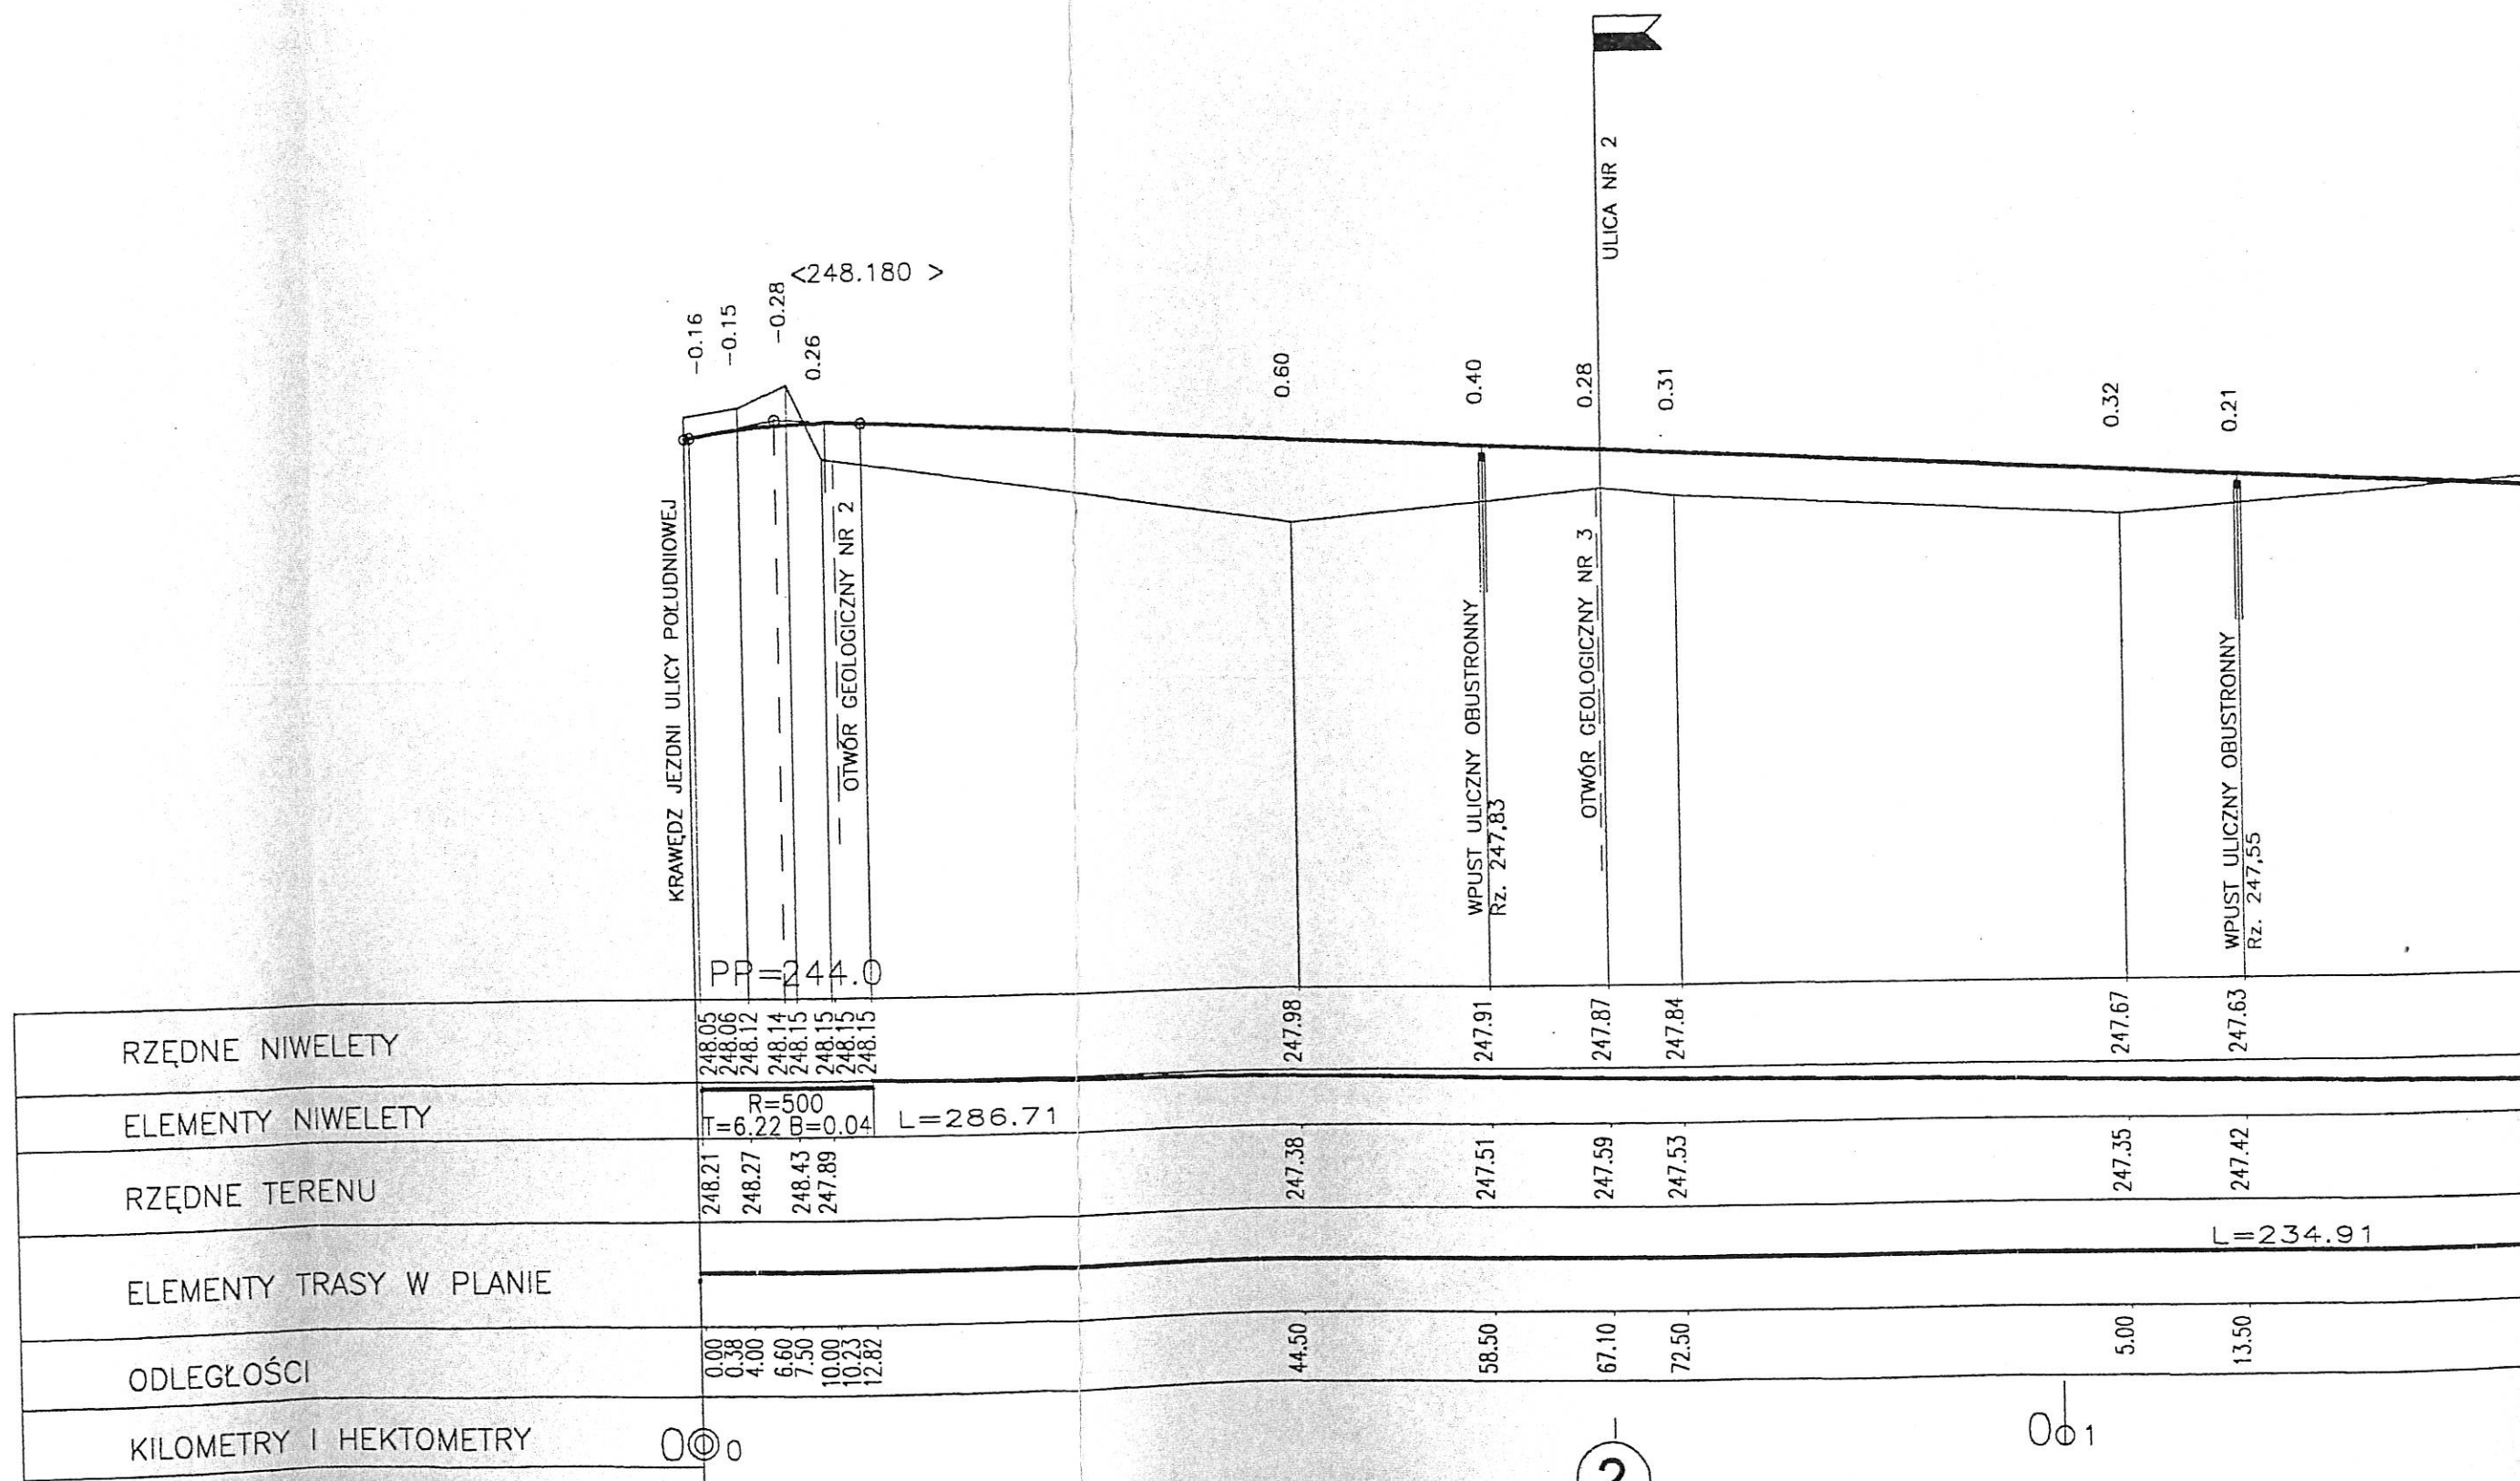 ULICA NR 2
<248.180 >
-0.16
-0.15
-0.28
0.26
0.60
0.40
0.28
0.31
0.32
0.21
KRAWĘDZ JEZDNI ULICY POŁUDNIOWEJ
OTWÓR GEOLOGICZNY NR 2
WPUST ULICZNY OBUSTRONNY
Rz. 247,83
OTWÓR GEOLOGICZNY NR 3
WPUST ULICZNY OBUSTRONNY
Rz. 247,55
PP=244.0
RZĘDNE NIWELETY
248.05
248.06
248.12
248.14
248.15
248.15
248.15
248.15
247.98
247.91
247.87
247.84
247.67
247.63
ELEMENTY NIWELETY
R=500
T=6.22 B=0.04
L=286.71
RZĘDNE TERENU
248.21
248.27
248.43
247.89
247.38
247.51
247.59
247.53
247.35
247.42
ELEMENTY TRASY W PLANIE
L=234.91
ODLEGŁOŚCI
0.00
0.38
4.00
6.60
7.50
10.00
10.23
12.82
44.50
58.50
67.10
72.50
5.00
13.50
KILOMETRY I HEKTOMETRY
0 0
0 1
2